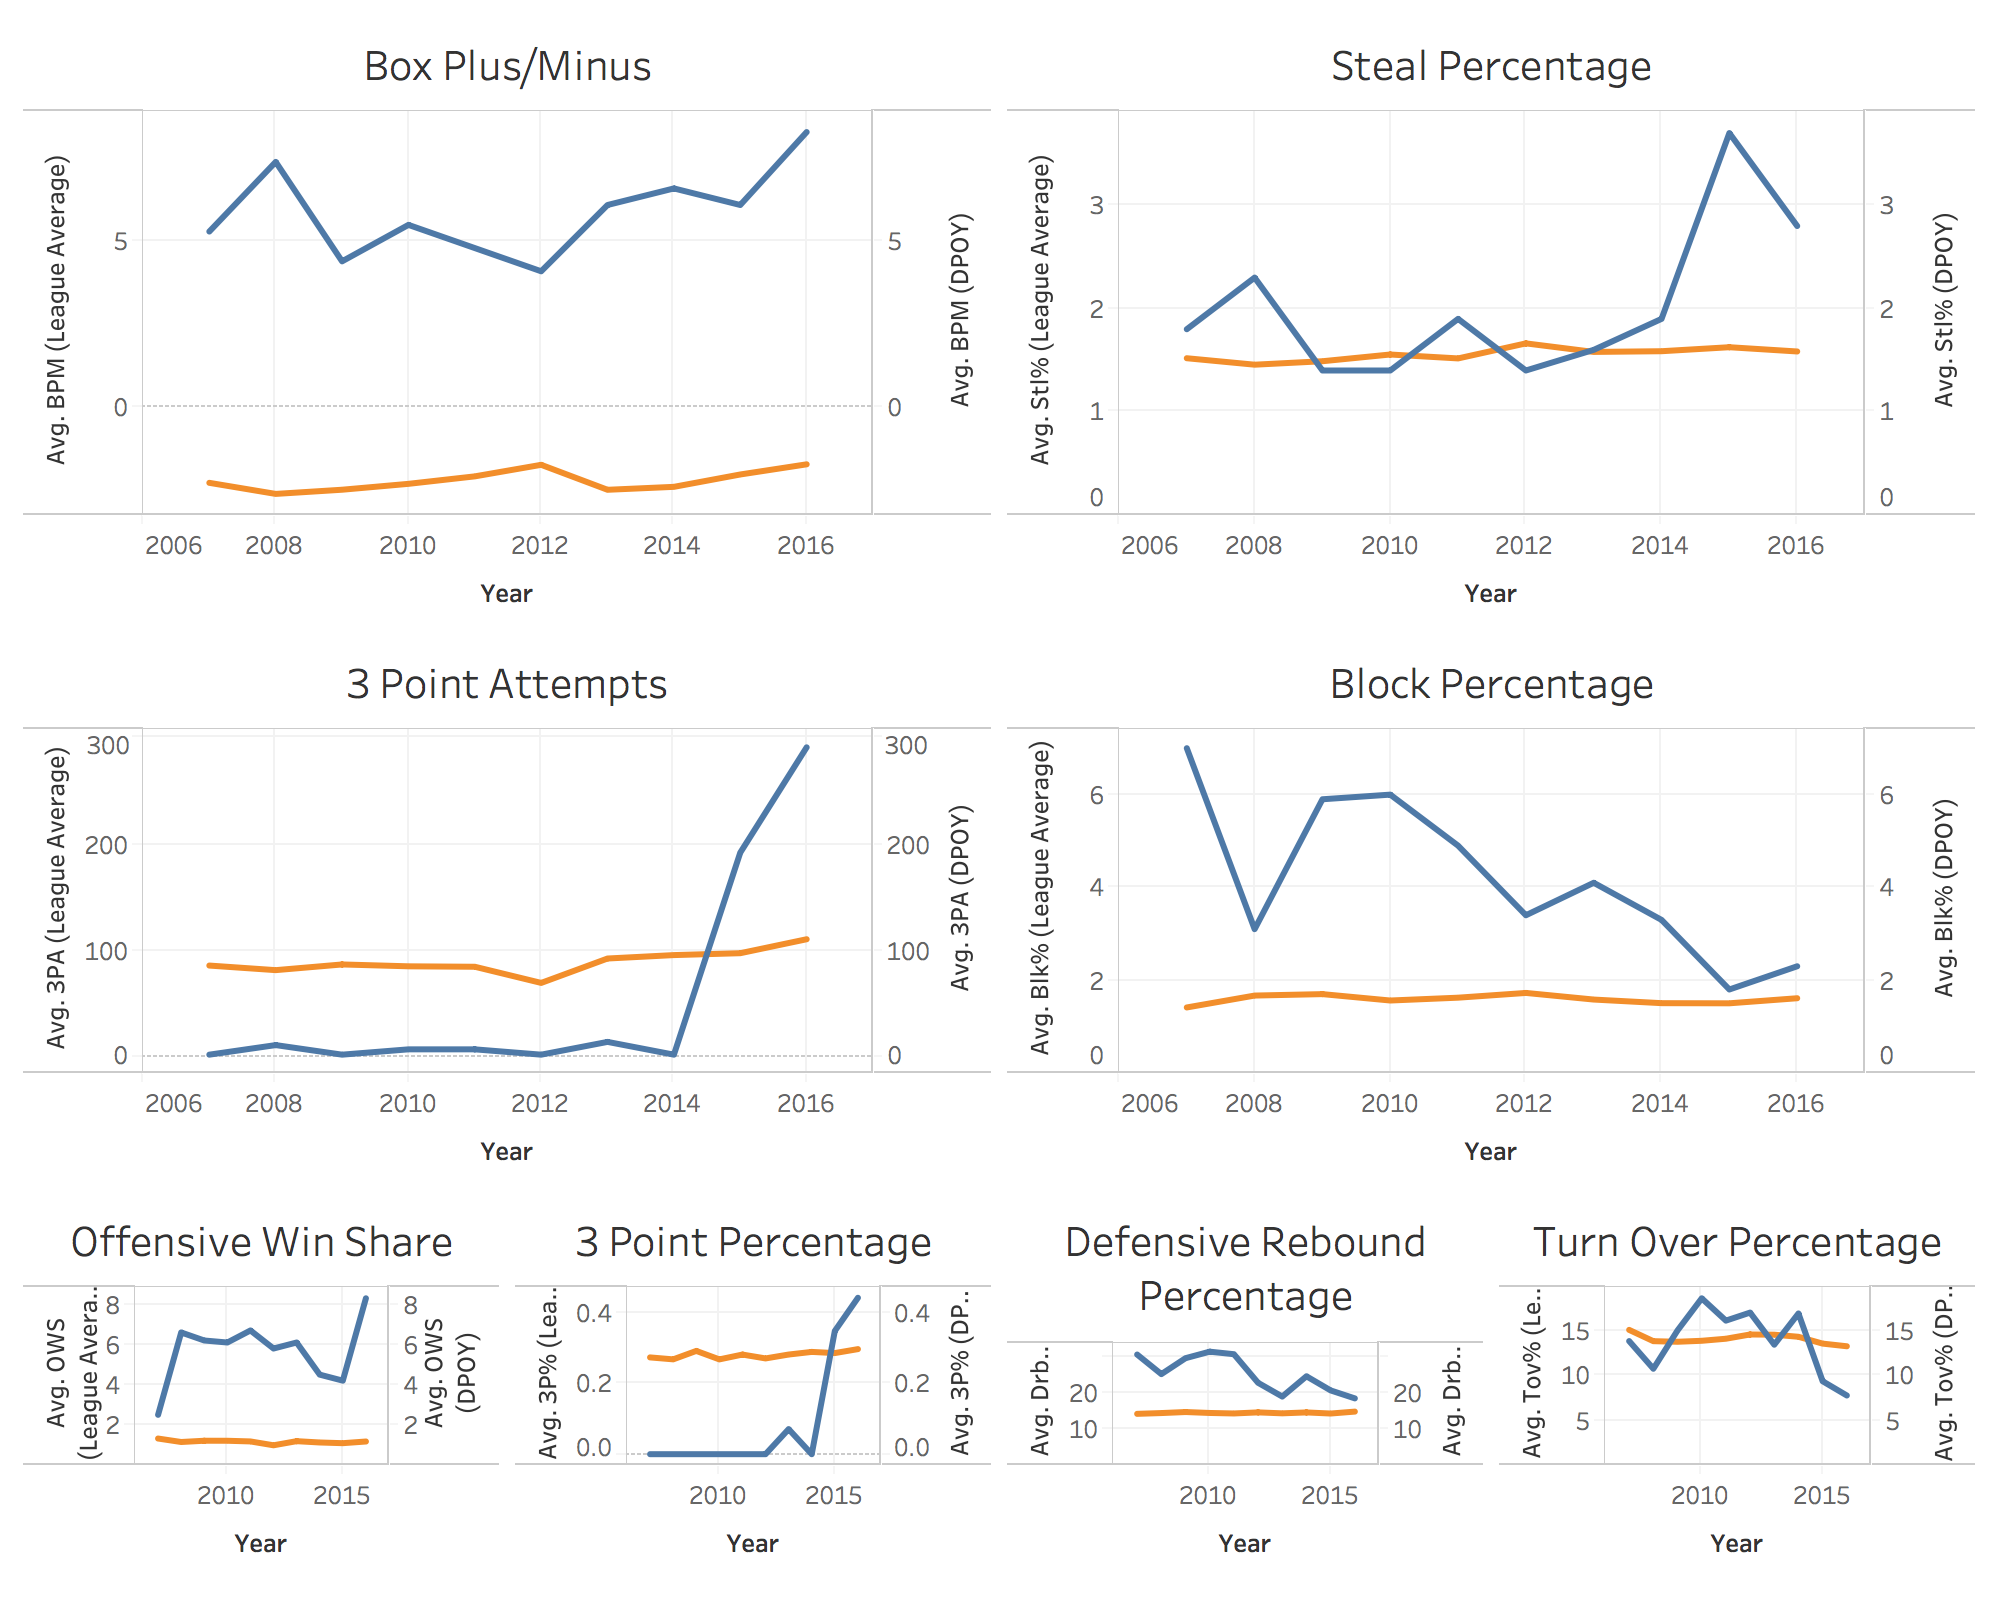 Box Plus/Minus
Avg. BPM (League Average)
5
0
5
0
Avg. BPM (DPOY)
2006 2008 2010 2012 2014 2016
Year
Steal Percentage
Avg. Stl% (League Average)
3
2
1
0
3
2
1
0
Avg. Stl% (DPOY)
2006 2008 2010 2012 2014 2016
Year
3 Point Attempts
Avg. 3PA (League Average)
300
200
100
0
300
200
100
0
Avg. 3PA (DPOY)
2006 2008 2010 2012 2014 2016
Year
Block Percentage
Avg. Blk% (League Average)
6
4
2
0
6
4
2
0
Avg. Blk% (DPOY)
2006 2008 2010 2012 2014 2016
Year
Offensive Win Share
Avg. OWS
(League Avera..
8
6
4
2
8
6
4
2
Avg. OWS
(DPOY)
2010 2015
Year
3 Point Percentage
Avg. 3P% (Lea..
0.4
0.2
0.0
0.4
0.2
0.0
Avg. 3P% (DP..
2010 2015
Year
Defensive Rebound
Percentage
Avg. Drb..
20
10
20
10
Avg. Drb..
2010 2015
Year
Turn Over Percentage
Avg. Tov% (Le..
15
10
5
15
10
5
Avg. Tov% (DP..
2010 2015
Year